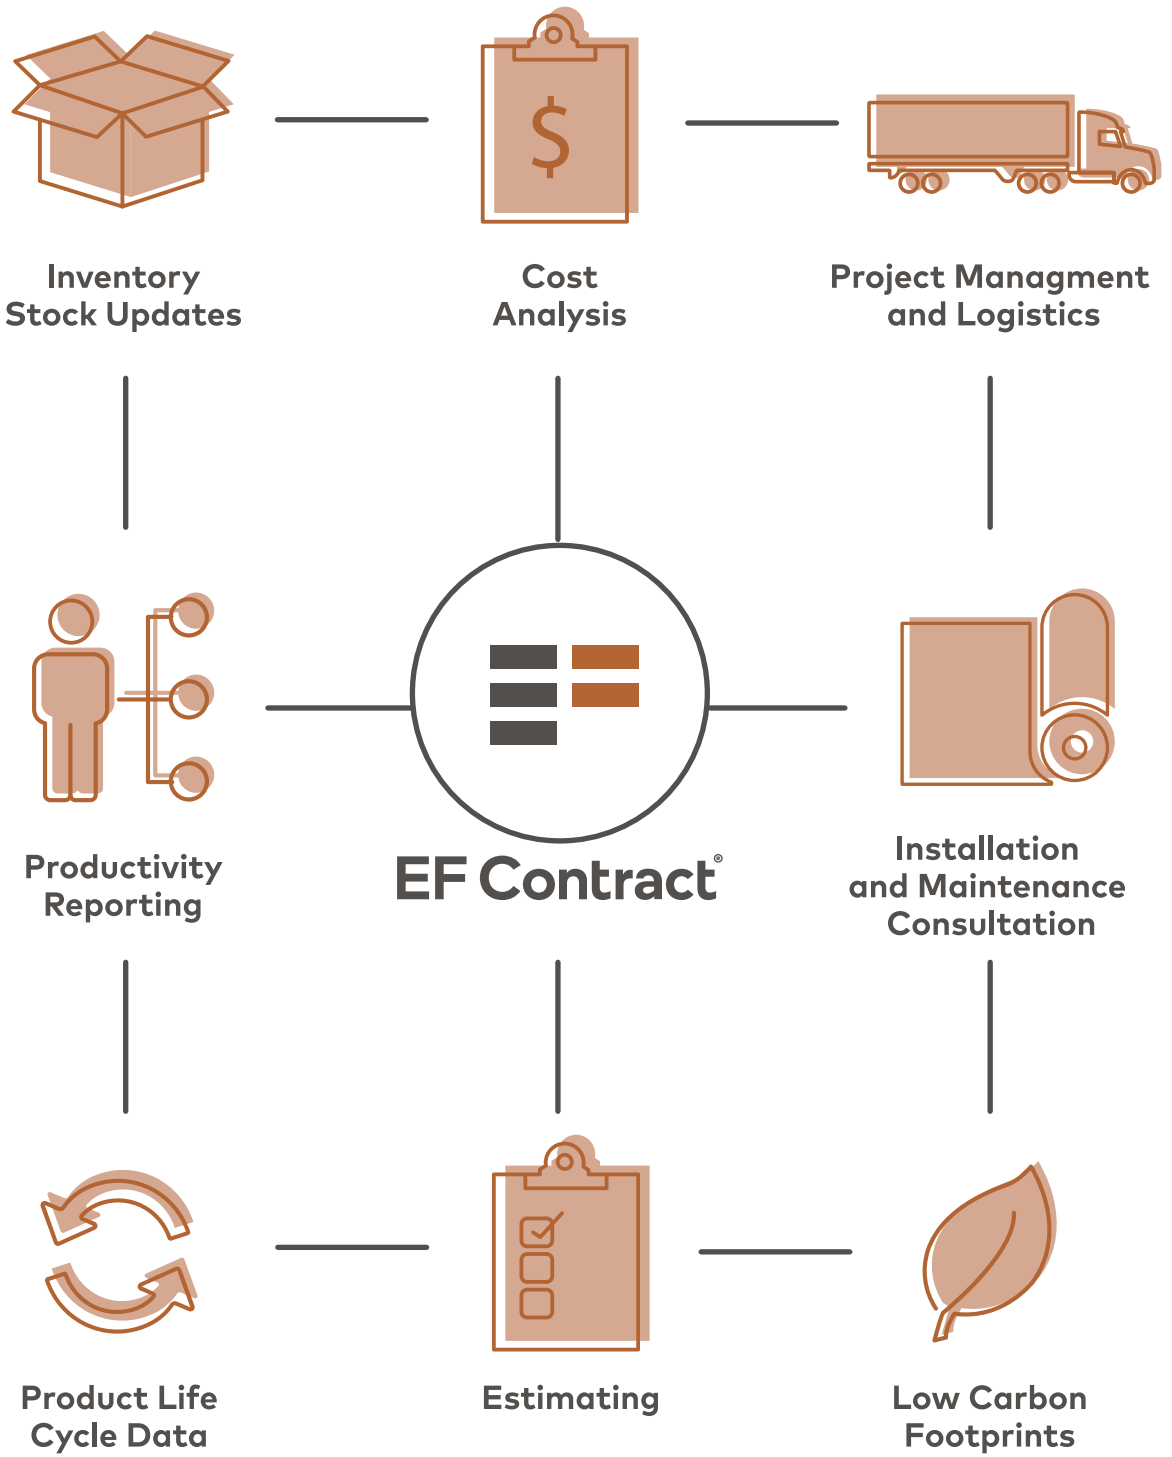 $
Inventory
Stock Updates
Cost
Analysis
Project Managment
and Logistics
Productivity
Reporting
EF Contract®
Installation
and Maintenance
Consultation
Product Life
Cycle Data
Estimating
Low Carbon
Footprints